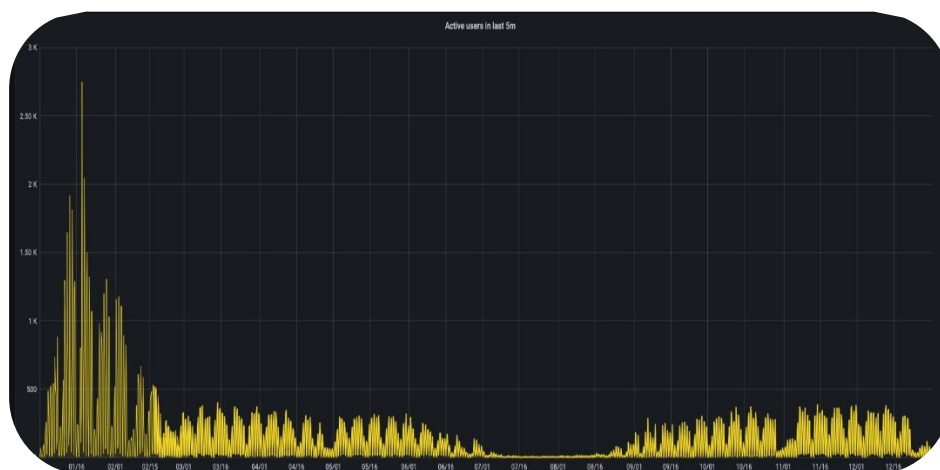 Active users in last 5m
3 K
2.50 K
2 K
1.50 K
1 K
500
01/16 02/01 02/15 03/01 03/16 04/01 04/16 05/01 05/16 06/01 06/16 07/01 07/16 08/01 08/16 09/01 09/16 10/01 10/16 11/01 11/16 12/01 12/16